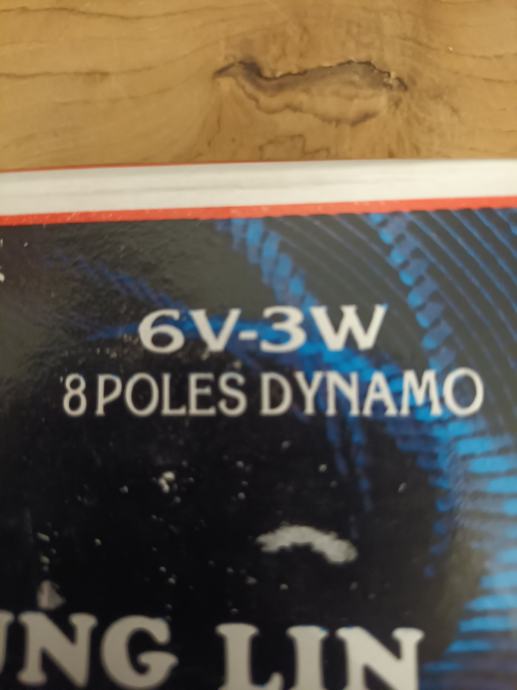 6V-3W
8 POLES DYNAMO
UNG LIN